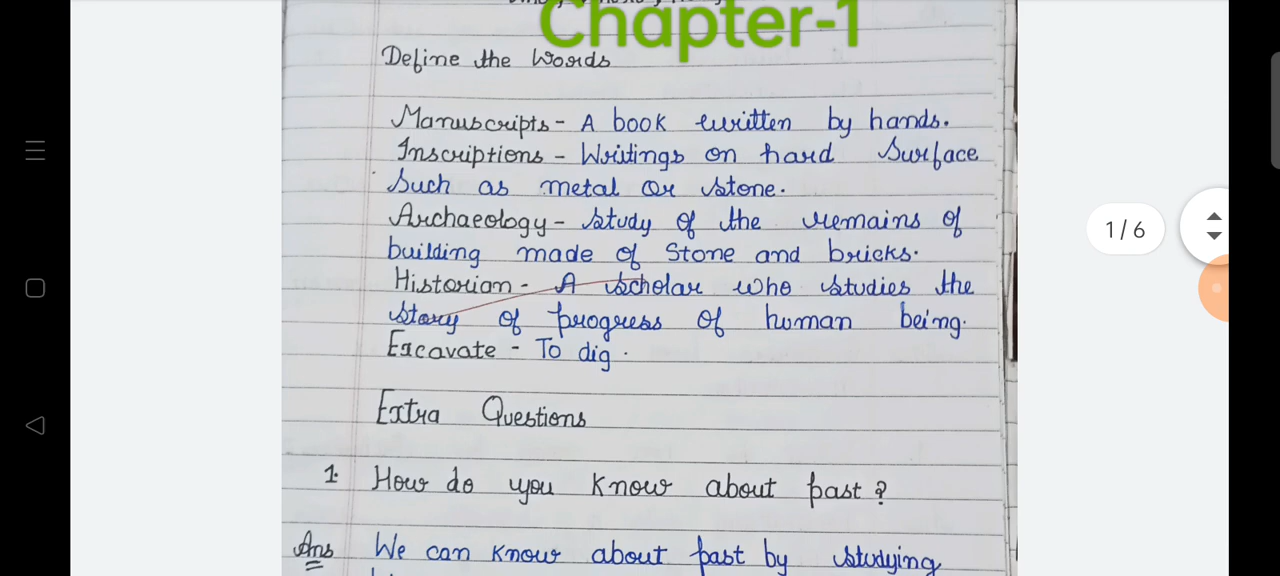 Chapter-1
Define the Words
Manuscripts - A book written by hands.
Inscriptions - Writings on hard Surface
Such as metal or stone.
Archaeology - Study of the remains of
building made of Stone and bricks.
Historian - A scholar who studies the
story of progress of human being.
Excavate - To dig.
Extra Questions
1. How do you know about past?
Ans We can know about past by studying
1 / 6